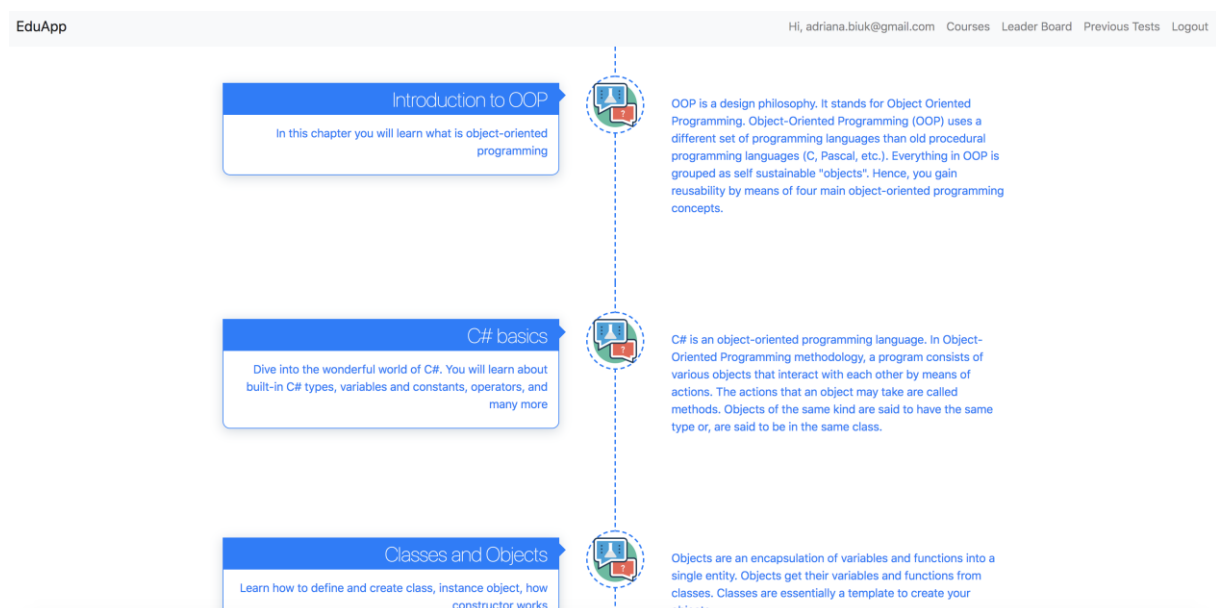 EduApp
Hi, adriana.biuk@gmail.com Courses Leader Board Previous Tests Logout
Introduction to OOP
In this chapter you will learn what is object-oriented
programming
OOP is a design philosophy. It stands for Object Oriented
Programming. Object-Oriented Programming (OOP) uses a
different set of programming languages than old procedural
programming languages (C, Pascal, etc.). Everything in OOP is
grouped as self sustainable "objects". Hence, you gain
reusability by means of four main object-oriented programming
concepts.
C# basics
Dive into the wonderful world of C#. You will learn about
built-in C# types, variables and constants, operators, and
many more
C# is an object-oriented programming language. In Object-
Oriented Programming methodology, a program consists of
various objects that interact with each other by means of
actions. The actions that an object may take are called
methods. Objects of the same kind are said to have the same
type or, are said to be in the same class.
Classes and Objects
Learn how to define and create class, instance object, how
constructor works
Objects are an encapsulation of variables and functions into a
single entity. Objects get their variables and functions from
classes. Classes are essentially a template to create your